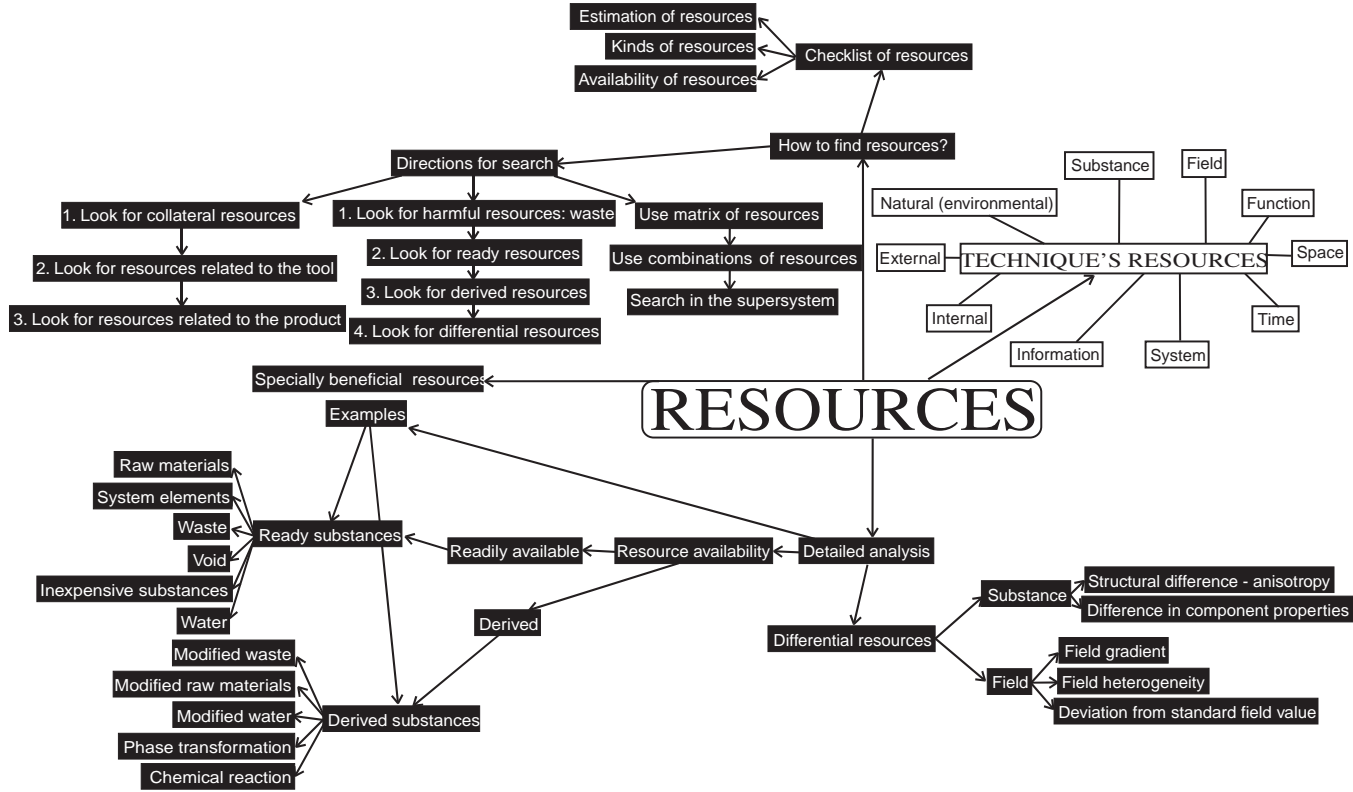 Estimation of resources
Kinds of resources
Checklist of resources
Availability of resources
How to find resources?
Directions for search
Substance
Field
Natural (environmental)
Function
1. Look for collateral resources
1. Look for harmful resources: waste
Use matrix of resources
External
TECHNIQUE'S RESOURCES
Space
2. Look for resources related to the tool
2. Look for ready resources
Use combinations of resources
3. Look for resources related to the product
3. Look for derived resources
Search in the supersystem
4. Look for differential resources
Internal
Time
Information
System
Specially beneficial resources
RESOURCES
Examples
Raw materials
System elements
Waste
Void
Inexpensive substances
Water
Ready substances
Readily available
Resource availability
Detailed analysis
Derived
Differential resources
Substance
Structural difference - anisotropy
Difference in component properties
Field
Field gradient
Field heterogeneity
Deviation from standard field value
Modified waste
Modified raw materials
Modified water
Derived substances
Phase transformation
Chemical reaction